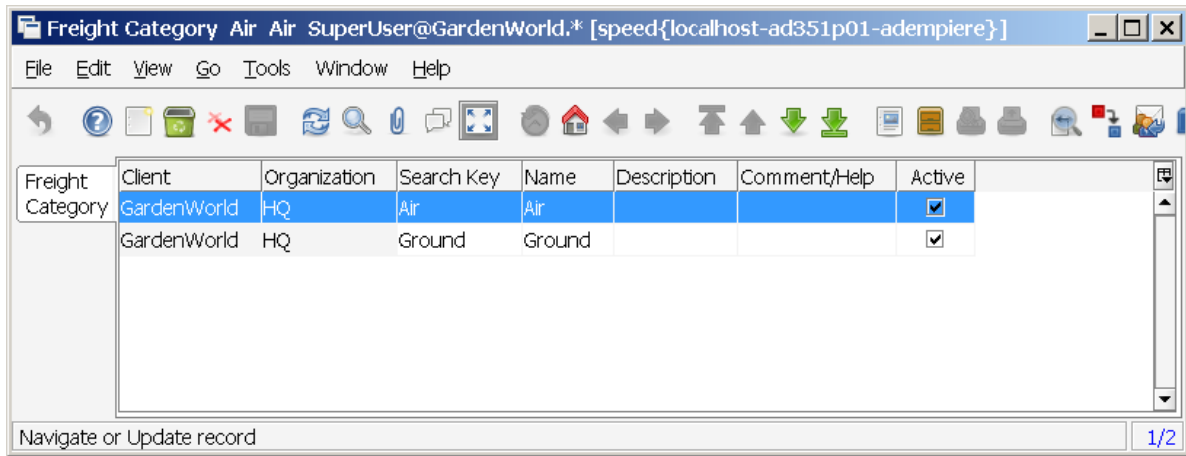 Freight Category Air Air SuperUser@GardenWorld.* [speed{localhost-ad351p01-adempiere}]
File Edit View Go Tools Window Help
Freight Category
Client Organization Search Key Name Description Comment/Help Active
GardenWorld HQ Air Air
GardenWorld HQ Ground Ground
Navigate or Update record 1/2